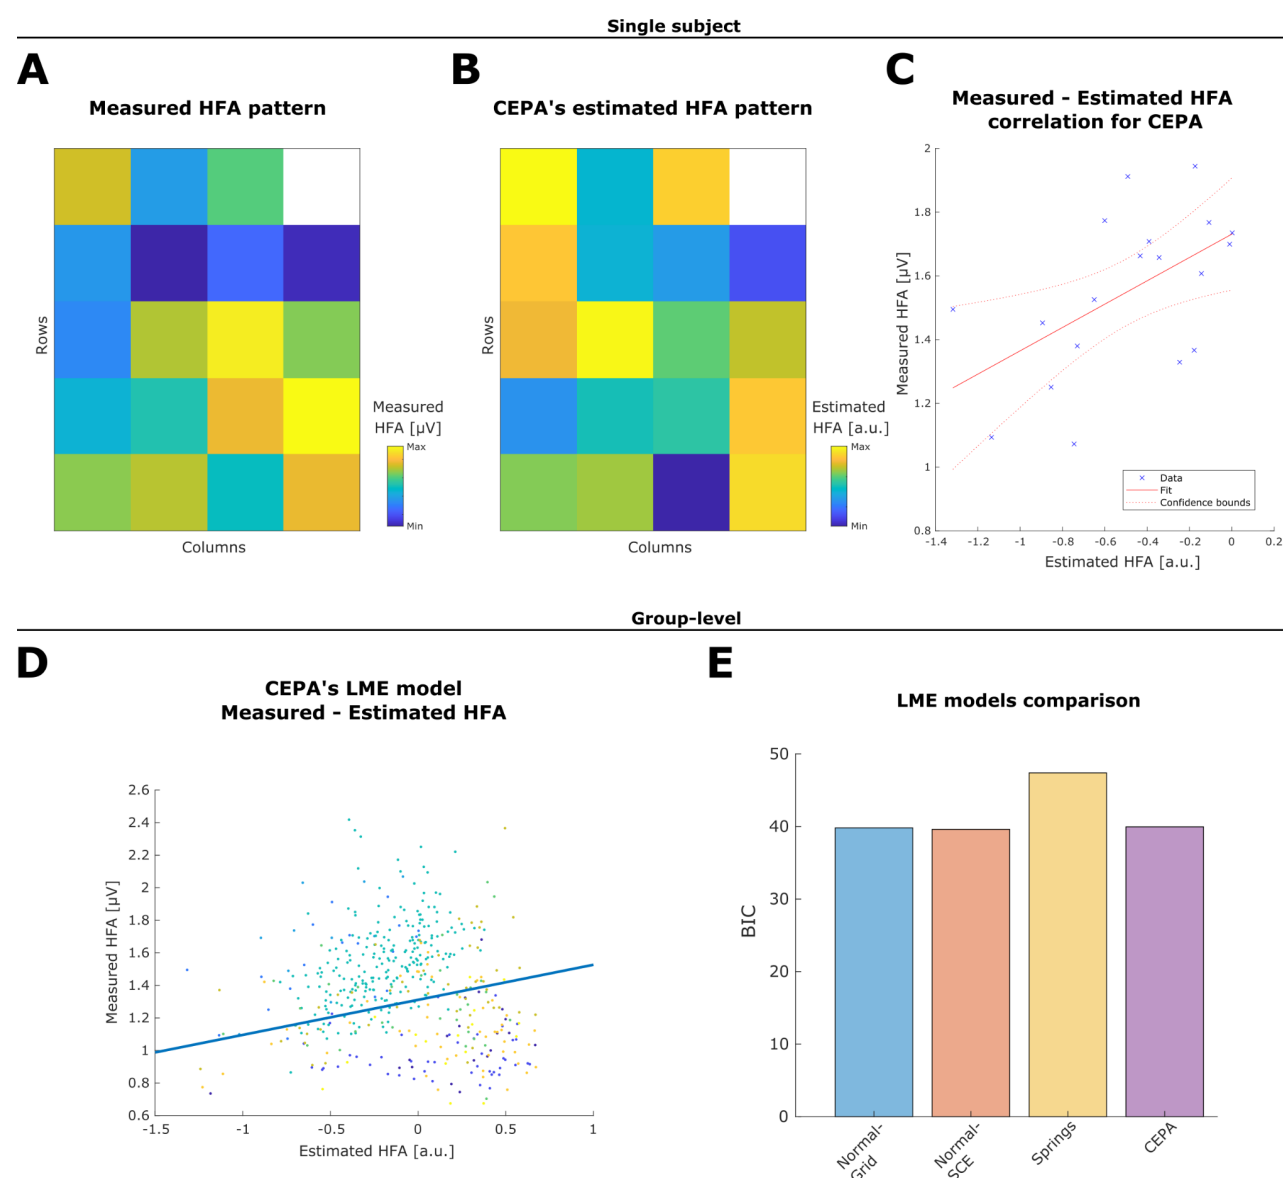 Single subject
A
B
C
Measured HFA pattern
CEPA's estimated HFA pattern
Measured - Estimated HFA
correlation for CEPA
Rows
Columns
Measured
HFA [µV]
Max
Min
Rows
Columns
Estimated
HFA [a.u.]
Max
Min
Measured HFA [µV]
2
1.8
1.6
1.4
1.2
1
0.8
-1.4
-1.2
-1
-0.8
-0.6
-0.4
-0.2
0
0.2
Estimated HFA [a.u.]
Data
Fit
Confidence bounds
Group-level
D
E
CEPA's LME model
Measured - Estimated HFA
Measured HFA [µV]
2.6
2.4
2.2
2
1.8
1.6
1.4
1.2
1
0.8
0.6
-1.5
-1
-0.5
0
0.5
1
Estimated HFA [a.u.]
LME models comparison
BIC
50
40
30
20
10
0
Normal-
Grid
Normal-
SCE
Springs
CEPA